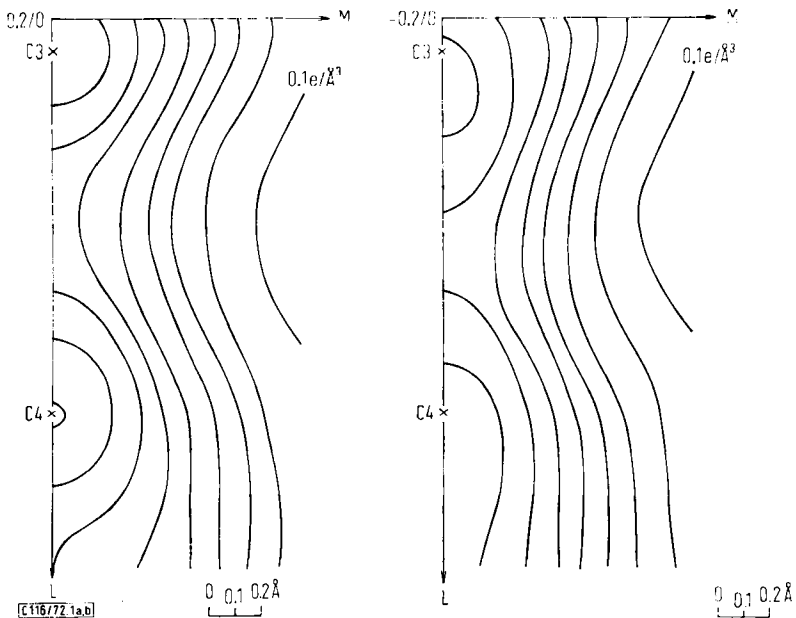 0.2/0 M
C3
0.1e/Å³
C4
L
C116/72.1a,b
0 0.1 0.2Å
-0.2/0 M
C3
0.1e/Å³
C4
L
0 0.1 0.2Å